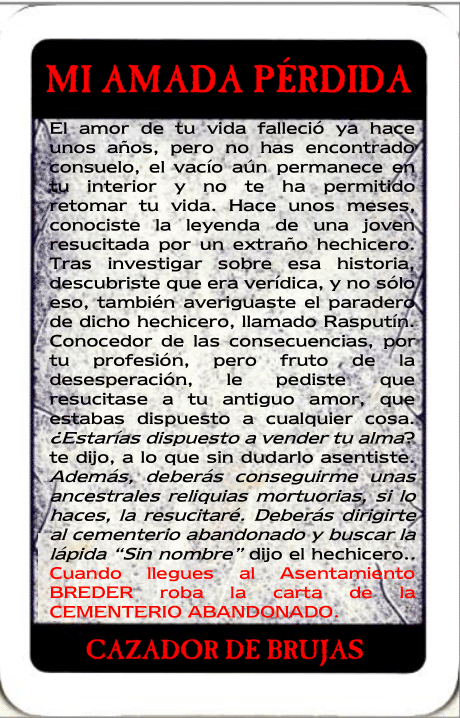 MI AMADA PÉRDIDA
El amor de tu vida falleció ya hace
unos años, pero no has encontrado
consuelo, el vacío aún permanece en
tu interior y no te ha permitido
retomar tu vida. Hace unos meses,
conociste la leyenda de una joven
resucitada por un extraño hechicero.
Tras investigar sobre esa historia,
descubriste que era verídica, y no sólo
eso, también averiguaste el paradero
de dicho hechicero, llamado Rasputín.
Conocedor de las consecuencias, por
tu profesión, pero fruto de la
desesperación, le pediste que
resucitase a tu antiguo amor, que
estabas dispuesto a cualquier cosa.
¿Estarías dispuesto a vender tu alma?
te dijo, a lo que sin dudarlo asentiste.
Además, deberás conseguirme unas
ancestrales reliquias mortuorias, si lo
haces, la resucitaré. Deberás dirigirte
al cementerio abandonado y buscar la
lápida “Sin nombre” dijo el hechicero..
Cuando llegues al Asentamiento
BREDER roba la carta de la
CEMENTERIO ABANDONADO.
CAZADOR DE BRUJAS